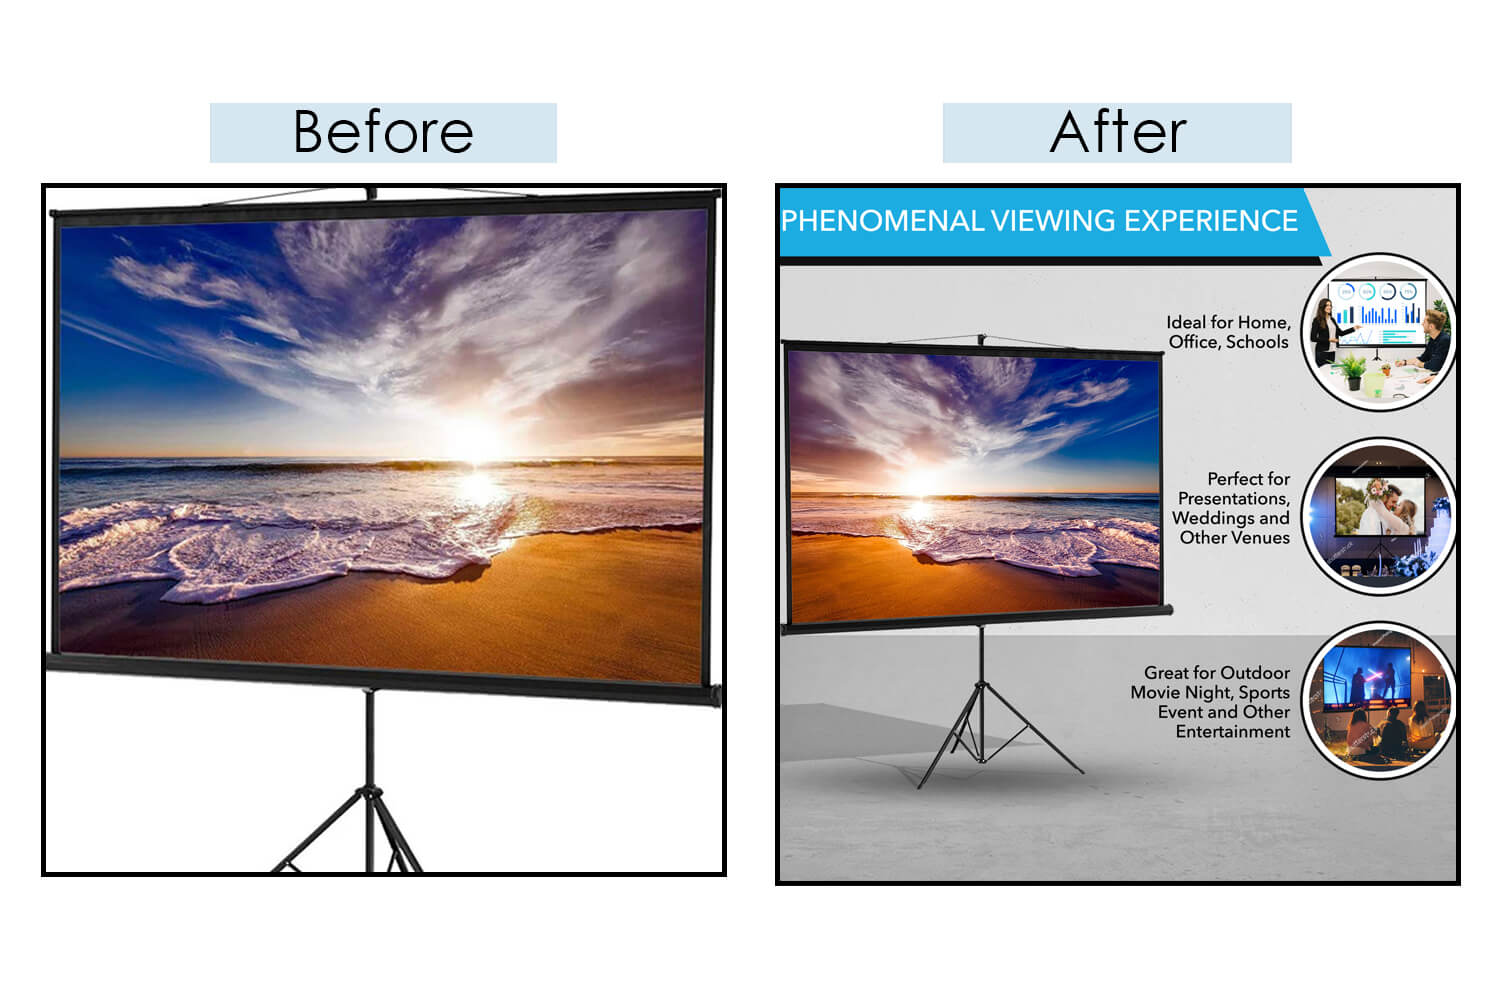 Before
After
PHENOMENAL VIEWING EXPERIENCE
Ideal for Home,
Office, Schools
Perfect for
Presentations,
Weddings and
Other Venues
Great for Outdoor
Movie Night, Sports
Event and Other
Entertainment